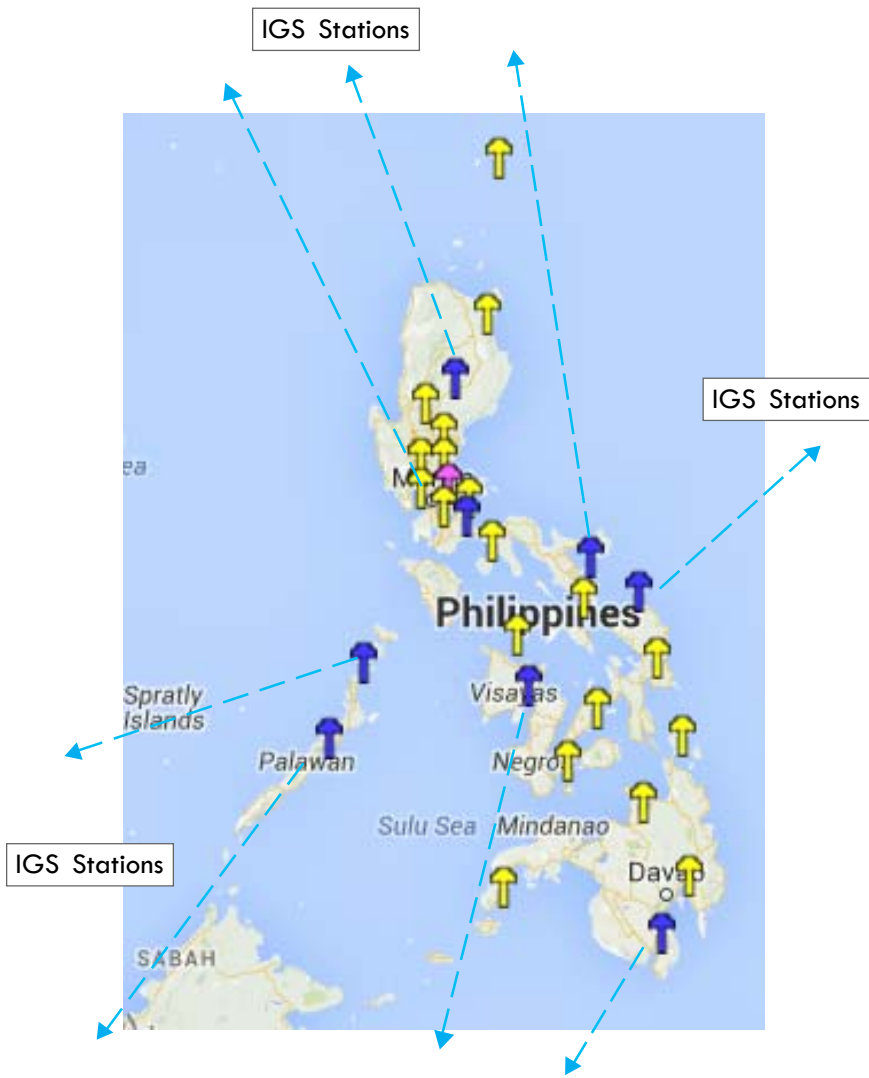 IGS Stations
IGS Stations
ea
Philippines
Spratly
Islands
Visayas
Palawan
Negros
Sulu Sea
Mindanao
IGS Stations
Davao
SABAH